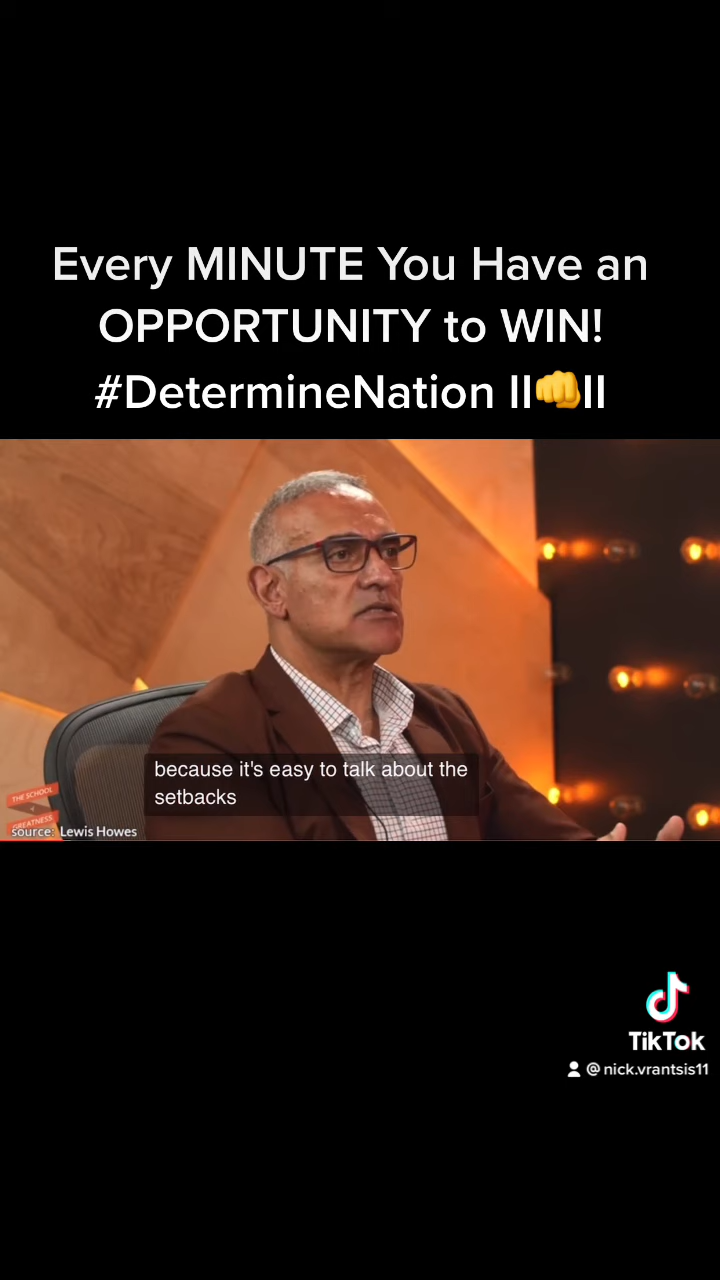 Every MINUTE You Have an
OPPORTUNITY to WIN!
#DetermineNation II👊II
because it's easy to talk about the
setbacks
THE SCHOOL
of
GREATNESS
source: Lewis Howes
TikTok
@nick.vrantsis11